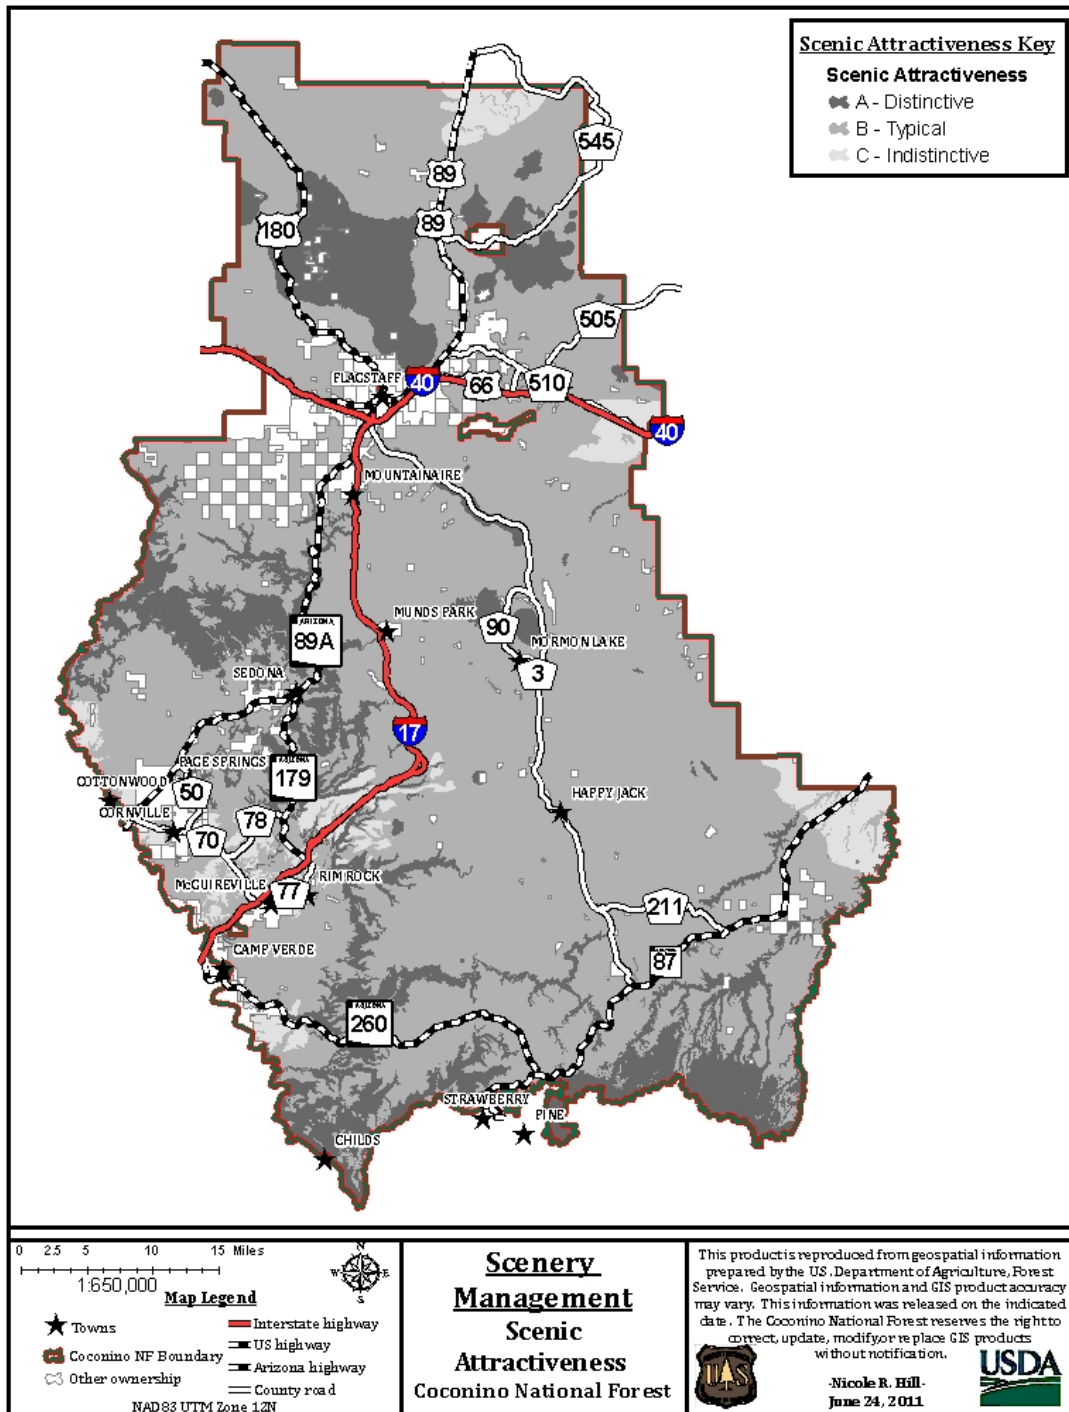 Scenic Attractiveness Key
Scenic Attractiveness
A - Distinctive
B - Typical
C - Indistinctive
545
89
89
180
505
FLAGSTAFF
40
66
510
40
MOUNTAINAIRE
MUNDS PARK
90
MORMON LAKE
3
ARIZONA
89A
SEDONA
17
PAGE SPRINGS
ARIZONA
179
COTTONWOOD
50
CORNVILLE
78
70
HAPPY JACK
McGUIREVILLE
77
RIMROCK
211
CAMP VERDE
87
ARIZONA
260
STRAWBERRY
PINE
CHILDS
0 2.5 5 10 15 Miles
1:650,000
N
W E
S
Map Legend
Towns
Coconino NF Boundary
Other ownership
Interstate highway
US highway
Arizona highway
County road
NAD83 UTM Zone 12N
Scenery
Management
Scenic
Attractiveness
Coconino National Forest
This product is reproduced from geospatial information
prepared by the US. Department of Agriculture, Forest
Service. Geospatial information and GIS product accuracy
may vary. This information was released on the indicated
date. The Coconino National Forest reserves the right to
correct, update, modify,or replace GIS products
without notification.
-Nicole R. Hill-
June 24, 2011
U S
USDA